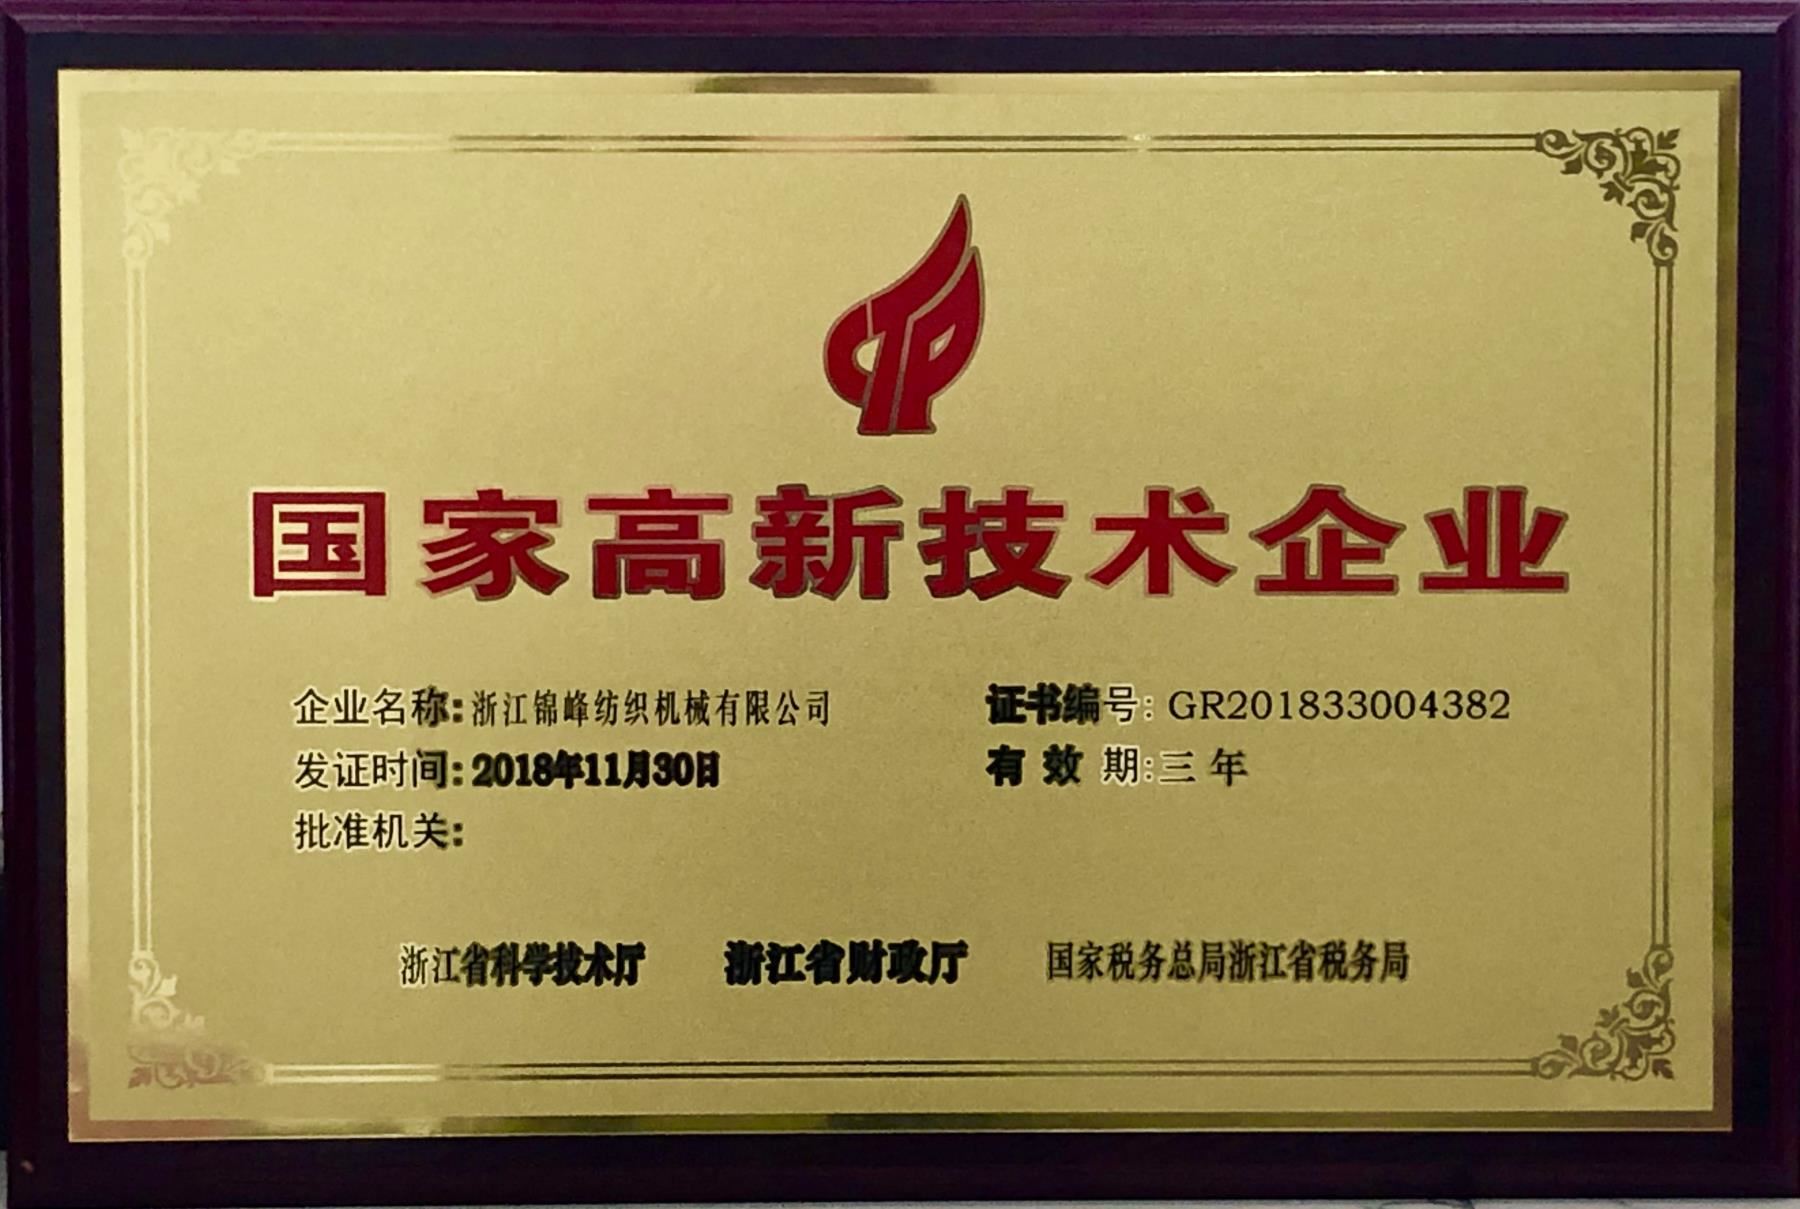 CTP
国家高新技术企业
企业名称:浙江锦峰纺织机械有限公司 证书编号: GR201833004382
发证时间:2018年11月30日 有 效 期:三 年
批准机关:
浙江省科学技术厅 浙江省财政厅 国家税务总局浙江省税务局